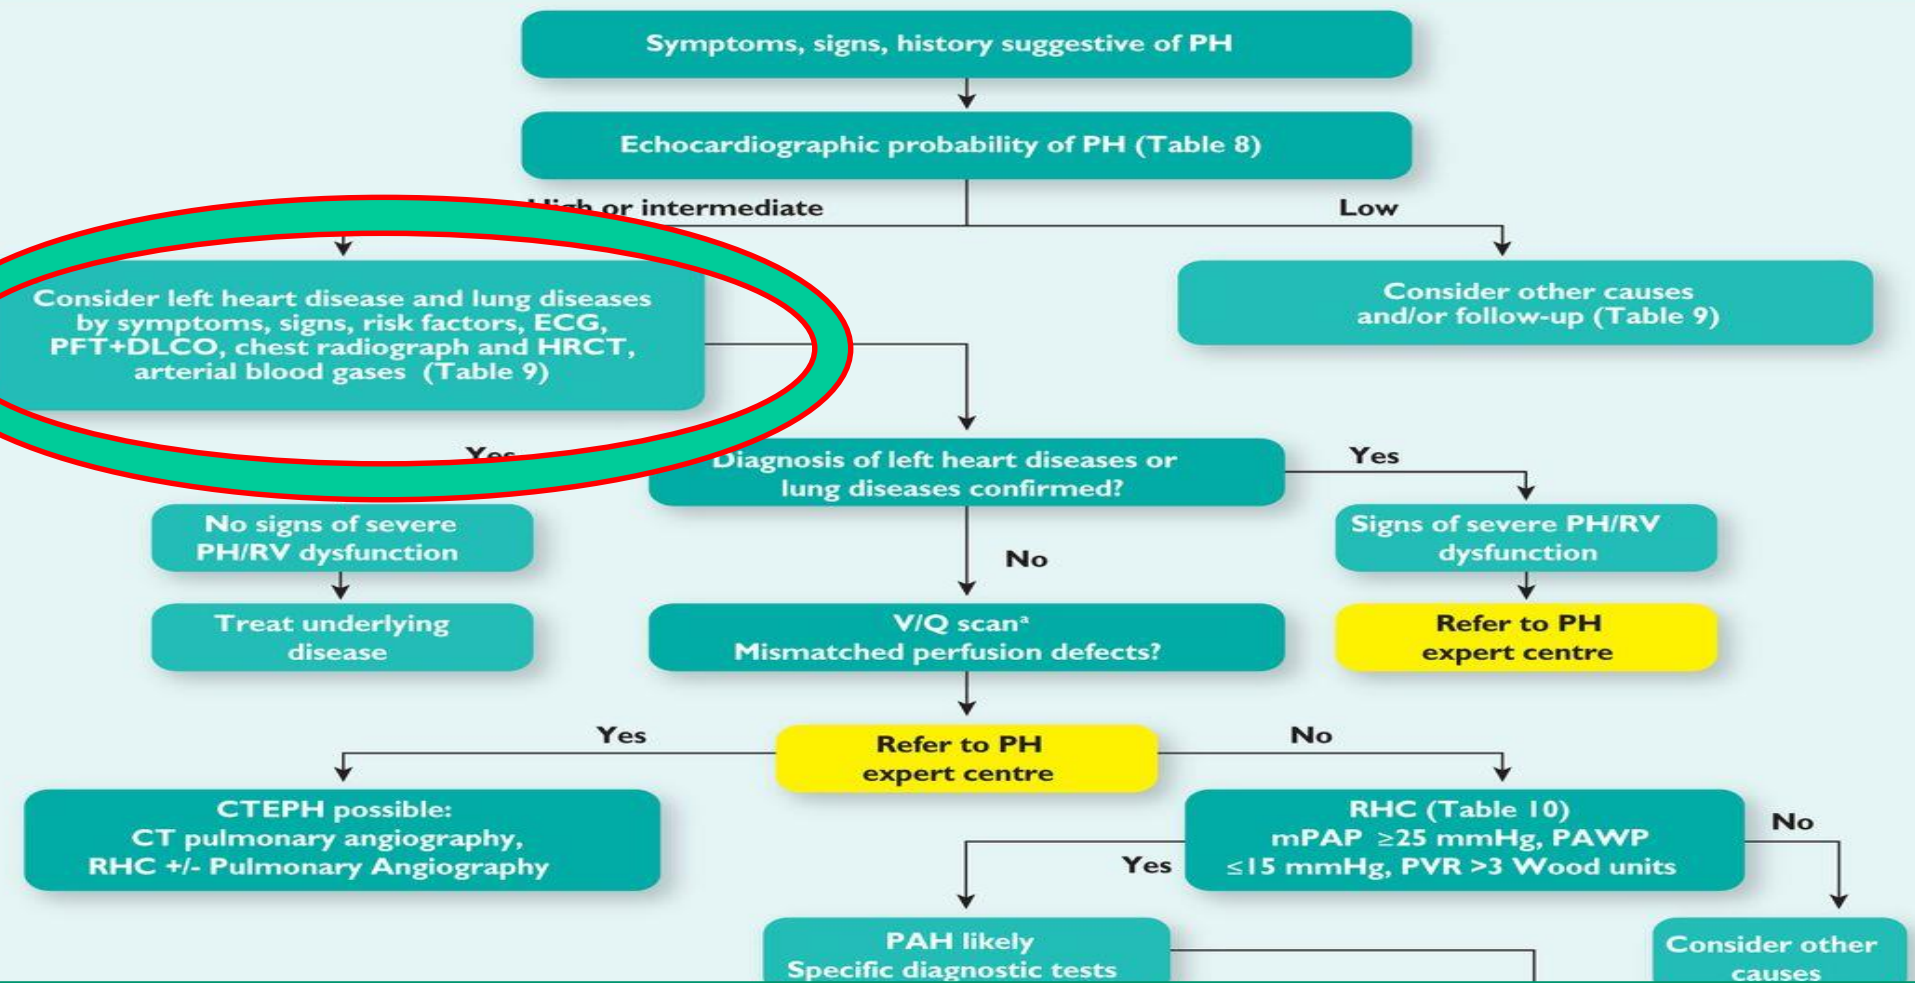 Symptoms, signs, history suggestive of PH
Echocardiographic probability of PH (Table 8)
High or intermediate
Low
Consider left heart disease and lung diseases
by symptoms, signs, risk factors, ECG,
PFT+DLCO, chest radiograph and HRCT,
arterial blood gases (Table 9)
Consider other causes
and/or follow-up (Table 9)
Yes
Diagnosis of left heart diseases or
lung diseases confirmed?
Yes
No signs of severe
PH/RV dysfunction
No
Signs of severe PH/RV
dysfunction
Treat underlying
disease
V/Q scanᵃ
Mismatched perfusion defects?
Refer to PH
expert centre
Yes
Refer to PH
expert centre
No
CTEPH possible:
CT pulmonary angiography,
RHC +/- Pulmonary Angiography
RHC (Table 10)
mPAP ≥25 mmHg, PAWP
≤15 mmHg, PVR >3 Wood units
No
Yes
PAH likely
Specific diagnostic tests
Consider other
causes